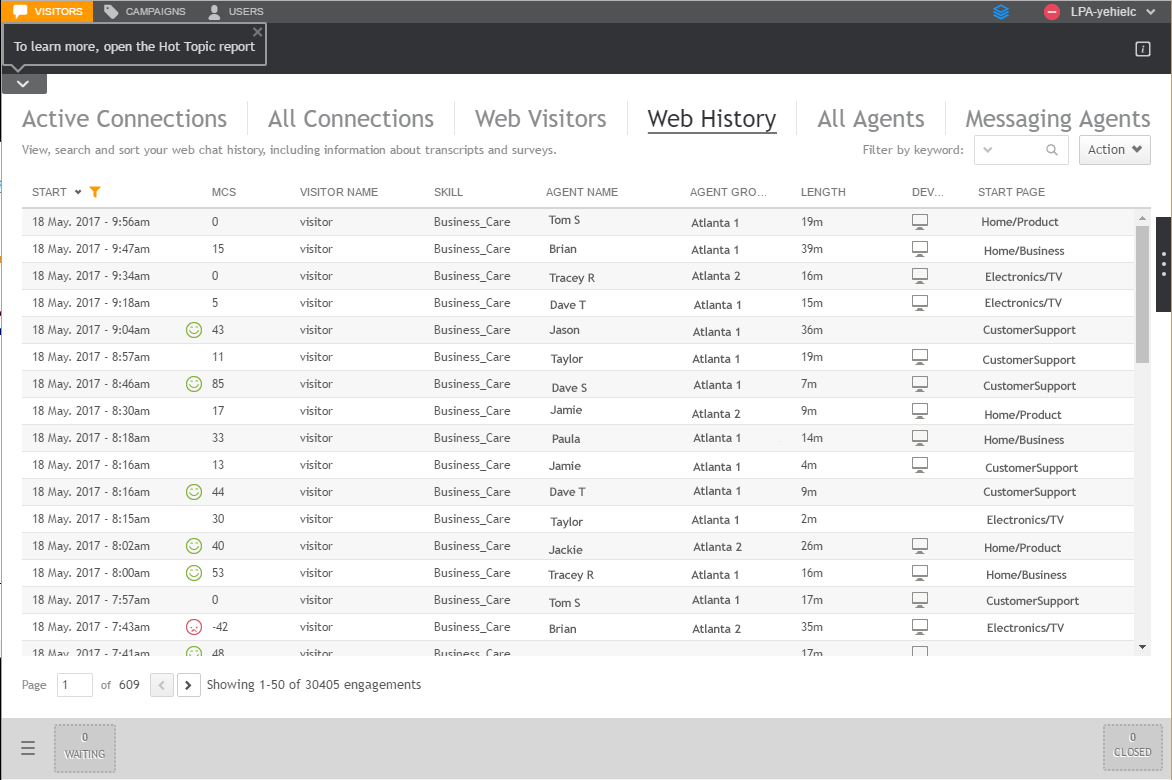 VISITORS CAMPAIGNS USERS LPA-yehielc
To learn more, open the Hot Topic report
Active Connections All Connections Web Visitors Web History All Agents Messaging Agents
View, search and sort your web chat history, including information about transcripts and surveys. Filter by keyword: Action
START MCS VISITOR NAME SKILL AGENT NAME AGENT GRO... LENGTH DEV... START PAGE
18 May. 2017 - 9:56am 0 visitor Business_Care Tom S Atlanta 1 19m Home/Product
18 May. 2017 - 9:47am 15 visitor Business_Care Brian Atlanta 1 39m Home/Business
18 May. 2017 - 9:34am 0 visitor Business_Care Tracey R Atlanta 2 16m Electronics/TV
18 May. 2017 - 9:18am 5 visitor Business_Care Dave T Atlanta 1 15m Electronics/TV
18 May. 2017 - 9:04am 43 visitor Business_Care Jason Atlanta 1 36m CustomerSupport
18 May. 2017 - 8:57am 11 visitor Business_Care Taylor Atlanta 1 19m CustomerSupport
18 May. 2017 - 8:46am 85 visitor Business_Care Dave S Atlanta 1 7m CustomerSupport
18 May. 2017 - 8:30am 17 visitor Business_Care Jamie Atlanta 2 9m Home/Product
18 May. 2017 - 8:18am 33 visitor Business_Care Paula Atlanta 1 14m Home/Business
18 May. 2017 - 8:16am 13 visitor Business_Care Jamie Atlanta 1 4m CustomerSupport
18 May. 2017 - 8:16am 44 visitor Business_Care Dave T Atlanta 1 9m CustomerSupport
18 May. 2017 - 8:15am 30 visitor Business_Care Taylor Atlanta 1 2m Electronics/TV
18 May. 2017 - 8:02am 40 visitor Business_Care Jackie Atlanta 2 26m Home/Product
18 May. 2017 - 8:00am 53 visitor Business_Care Tracey R Atlanta 1 16m Home/Business
18 May. 2017 - 7:57am 0 visitor Business_Care Tom S Atlanta 1 17m CustomerSupport
18 May. 2017 - 7:43am -42 visitor Business_Care Brian Atlanta 2 35m Electronics/TV
18 May. 2017 - 7:41am 48 visitor Business_Care 17m
Page 1 of 609 Showing 1-50 of 30405 engagements
0 0
WAITING CLOSED